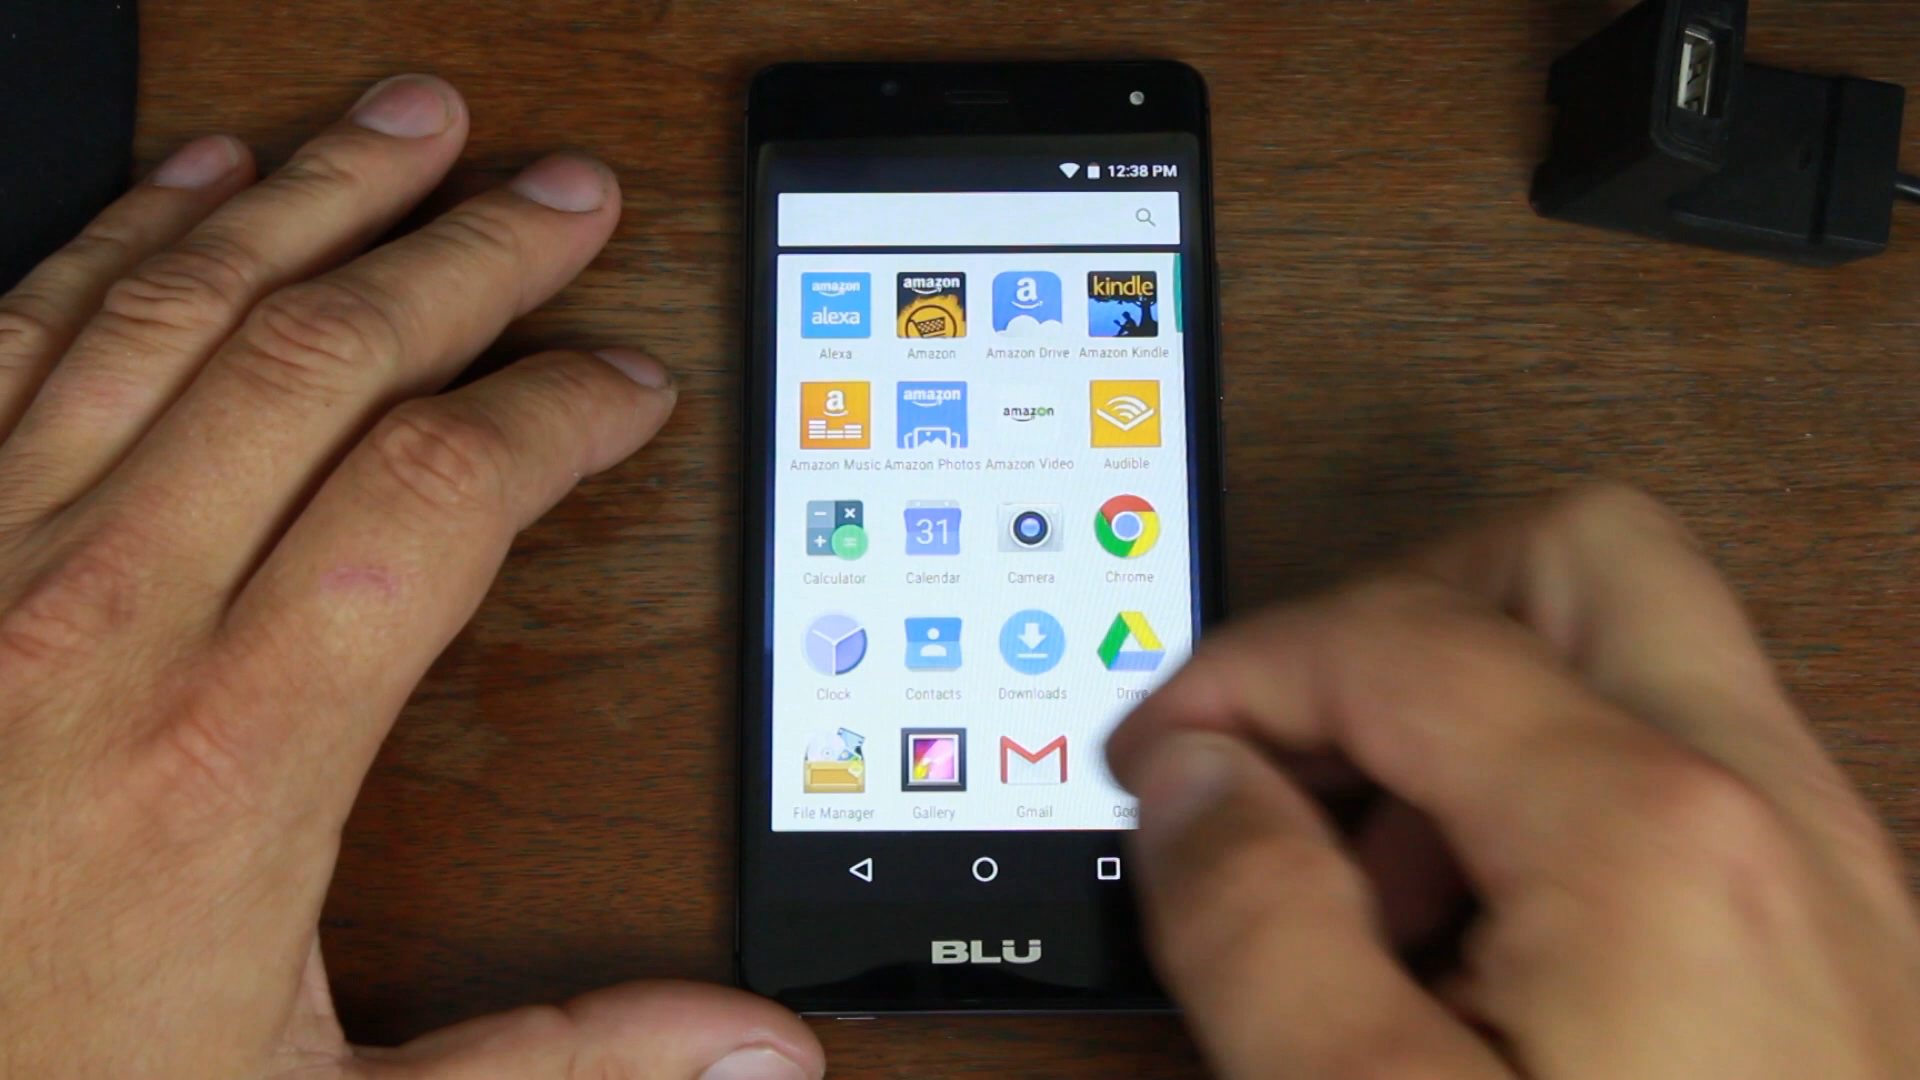 12:38 PM
amazon
alexa
amazon
a
kindle
Alexa
Amazon
Amazon Drive
Amazon Kindle
a
amazon
amazon
Amazon Music
Amazon Photos
Amazon Video
Audible
31
Calculator
Calendar
Camera
Chrome
Clock
Contacts
Downloads
Drive
File Manager
Gallery
Gmail
BLU